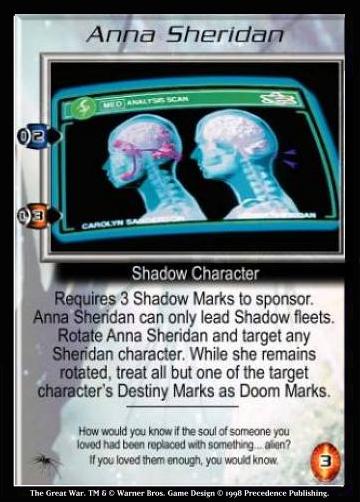 Anna Sheridan
MED ANALYSIS SCAN
2
3
CAROLYN
Shadow Character
Requires 3 Shadow Marks to sponsor.
Anna Sheridan can only lead Shadow fleets.
Rotate Anna Sheridan and target any
Sheridan character. While she remains
rotated, treat all but one of the target
character's Destiny Marks as Doom Marks.
How would you know if the soul of someone you
loved had been replaced with something... alien?
If you loved them enough, you would know.
3
The Great War. TM & © Warner Bros. Game Design © 1998 Precedence Publishing.